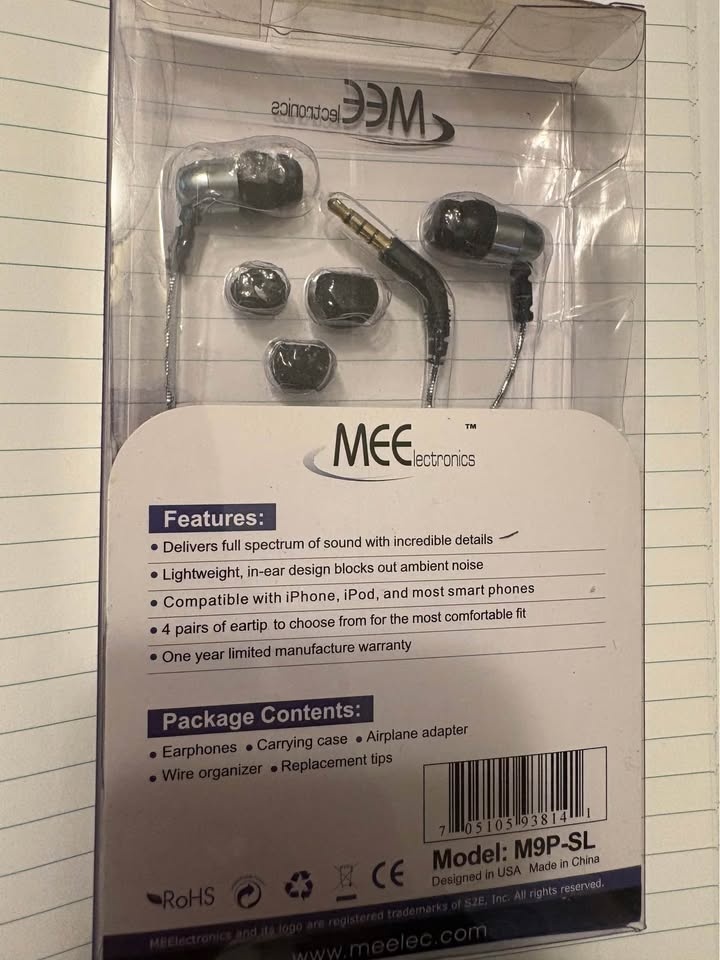 MEElectronics
MEElectronics™
Features:
• Delivers full spectrum of sound with incredible details
• Lightweight, in-ear design blocks out ambient noise
• Compatible with iPhone, iPod, and most smart phones
• 4 pairs of eartip to choose from for the most comfortable fit
• One year limited manufacture warranty
Package Contents:
• Earphones • Carrying case • Airplane adapter
• Wire organizer • Replacement tips
7 05105 93814 1
Model: M9P-SL
Designed in USA Made in China
RoHS CE
MEElectronics and its logo are registered trademarks of S2E, Inc. All rights reserved.
www.meelec.com